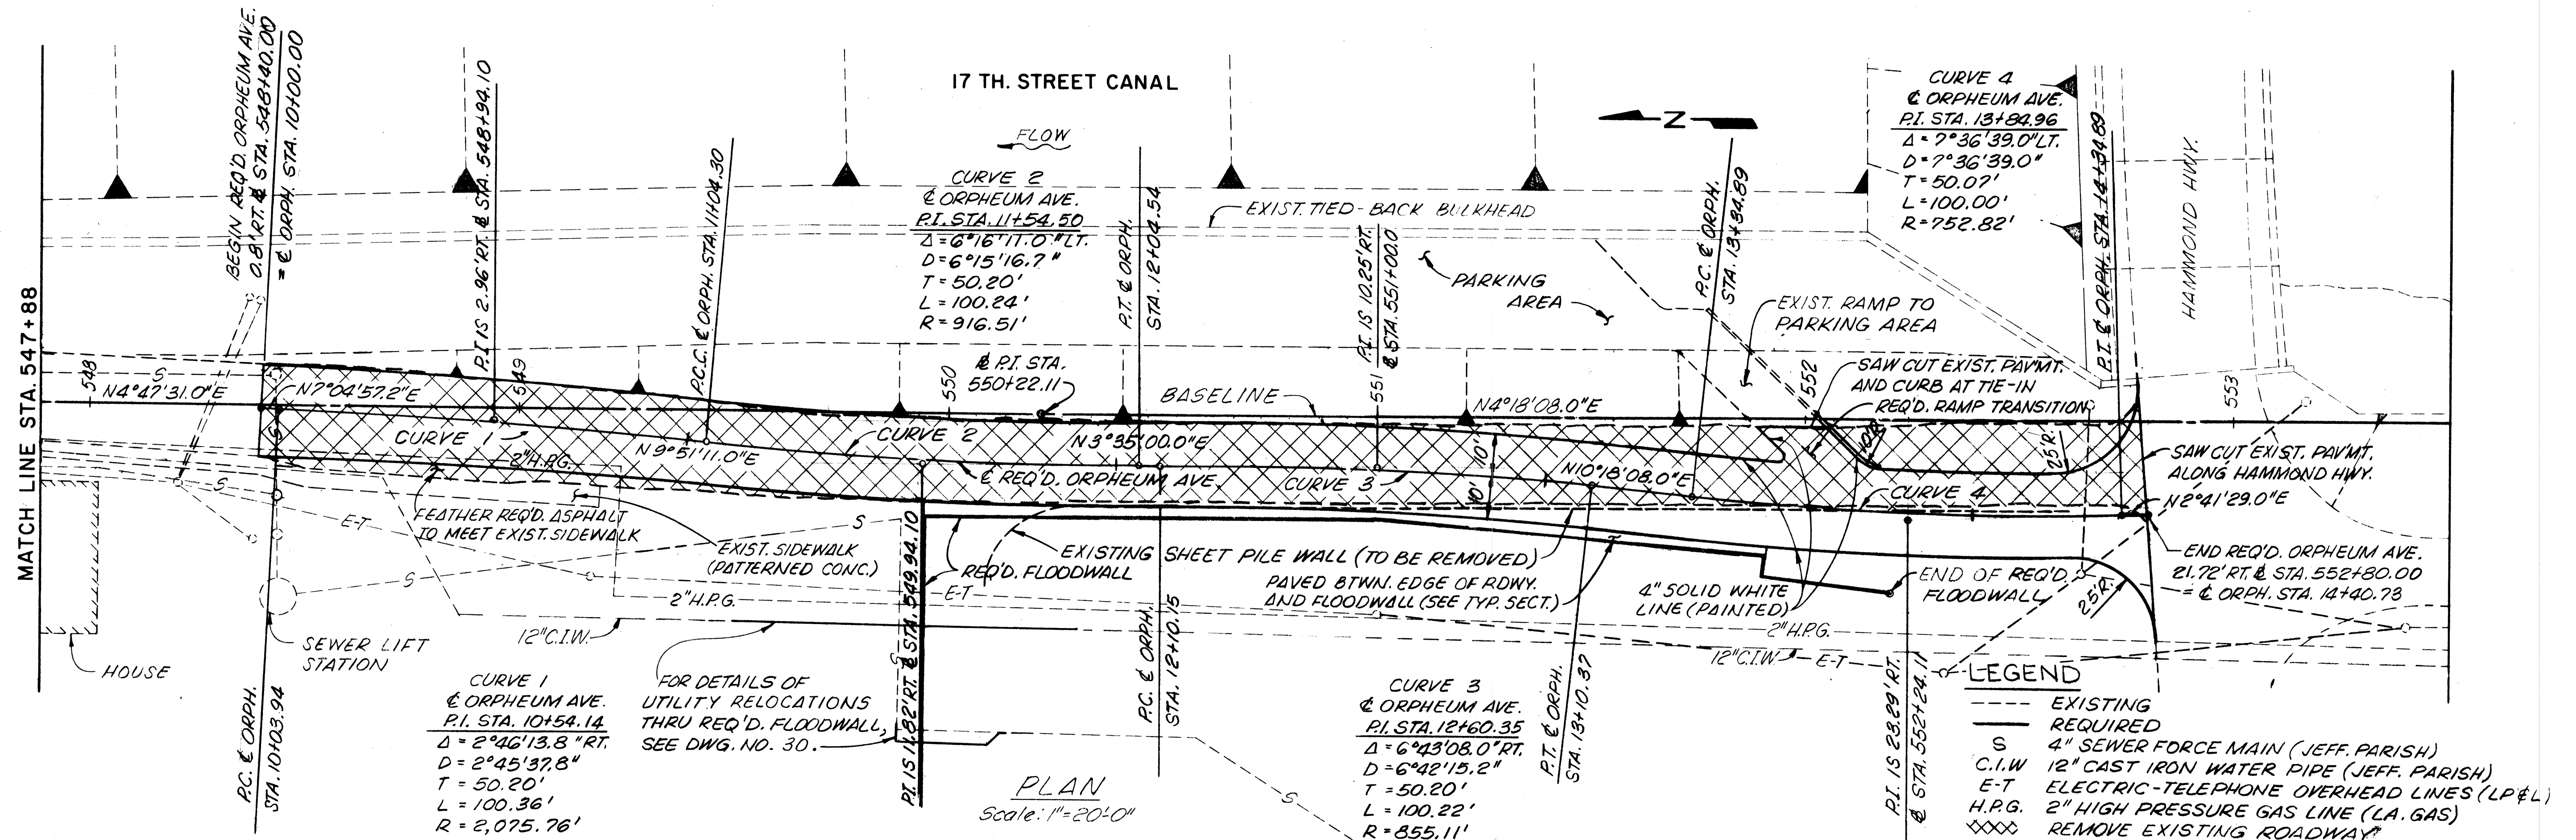 17 TH. STREET CANAL
FLOW
N
MATCH LINE STA. 547+88
BEGIN REQ'D. ORPHEUM AVE.
0.8' RT. ℄ STA. 548+40.00
= ℄ ORPH. STA. 10+00.00
P.I IS 2.96' RT. ℄ STA. 548+94.10
P.C.C. ℄ ORPH. STA. 11+04.30
CURVE 2
℄ ORPHEUM AVE.
P.I. STA. 11+54.50
Δ = 6°16'11.0" LT.
D = 6°15'16.7"
T = 50.20'
L = 100.24'
R = 916.51'
P.T. ℄ ORPH.
STA. 12+04.54
EXIST. TIED-BACK BULKHEAD
P.I. IS 10.25' RT.
℄ STA. 551+00.0
PARKING
AREA
P.C. ℄ ORPH.
STA. 13+34.89
EXIST. RAMP TO
PARKING AREA
CURVE 4
℄ ORPHEUM AVE.
P.I. STA. 13+84.96
Δ = 7°36'39.0" LT.
D = 7°36'39.0"
T = 50.07'
L = 100.00'
R = 752.82'
P.T. ℄ ORPH. STA. 14+34.89
HAMMOND HWY.
548
549
550
551
552
553
S
N4°47'31.0"E
N7°04'57.2"E
℄ P.I. STA.
550+22.11
BASELINE
N4°18'08.0"E
SAW CUT EXIST. PAV'MT.
AND CURB AT TIE-IN
REQ'D. RAMP TRANSITION
10'R.
25'R.
SAW CUT EXIST. PAV'MT.
ALONG HAMMOND HWY.
N2°41'29.0"E
S
CURVE 1
N9°51'11.0"E
CURVE 2
N3°35'00.0"E
℄ REQ'D. ORPHEUM AVE.
CURVE 3
10'
10'
N10°18'08.0"E
CURVE 4
2"H.P.G.
S
E-T
S
FEATHER REQ'D. ASPHALT
TO MEET EXIST. SIDEWALK
EXIST. SIDEWALK
(PATTERNED CONC.)
S
E-T
EXISTING SHEET PILE WALL (TO BE REMOVED)
REQ'D. FLOODWALL
PAVED BTWN. EDGE OF RDWY.
AND FLOODWALL (SEE TYP. SECT.)
4" SOLID WHITE
LINE (PAINTED)
END OF REQ'D
FLOODWALL
25'R.
END REQ'D. ORPHEUM AVE.
21.72' RT. ℄ STA. 552+80.00
= ℄ ORPH. STA. 14+40.73
2"H.P.G.
2"H.P.G.
12"C.I.W.
12"C.I.W.
E-T
HOUSE
SEWER LIFT
STATION
P.C. ℄ ORPH.
STA. 10+03.94
CURVE 1
℄ ORPHEUM AVE.
P.I. STA. 10+54.14
Δ = 2°46'13.8" RT.
D = 2°45'37.8"
T = 50.20'
L = 100.36'
R = 2,075.76'
FOR DETAILS OF
UTILITY RELOCATIONS
THRU REQ'D. FLOODWALL,
SEE DWG. NO. 30.
S
P.I. IS 11.82' RT. ℄ STA. 549.94.10
PLAN
Scale: 1"=20'-0"
P.C. ℄ ORPH.
STA. 12+10.15
S
CURVE 3
℄ ORPHEUM AVE.
P.I. STA. 12+60.35
Δ = 6°43'08.0" RT.
D = 6°42'15.2"
T = 50.20'
L = 100.22'
R = 855.11'
P.T. ℄ ORPH.
STA. 13+10.37
P.I. IS 23.29' RT.
℄ STA. 552+24.11
LEGEND
EXISTING
REQUIRED
S 4" SEWER FORCE MAIN (JEFF. PARISH)
C.I.W 12" CAST IRON WATER PIPE (JEFF. PARISH)
E-T ELECTRIC-TELEPHONE OVERHEAD LINES (LP&L)
H.P.G. 2" HIGH PRESSURE GAS LINE (LA. GAS)
REMOVE EXISTING ROADWAY